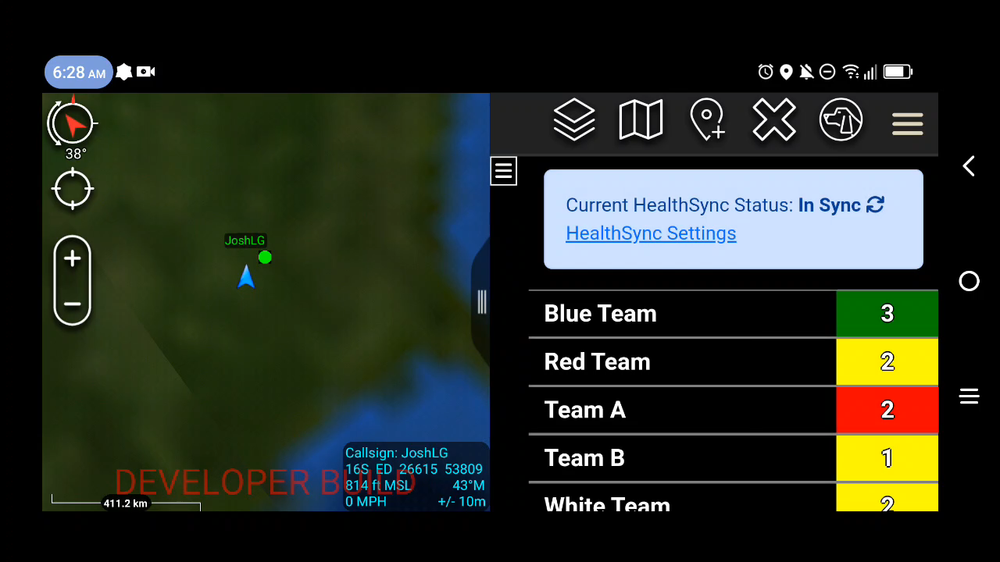 6:28 AM
38°
JoshLG
Callsign: JoshLG
16S ED 26615 53809
814 ft MSL 43°M
0 MPH +/- 10m
DEVELOPER BUILD
411.2 km
Current HealthSync Status: In Sync
HealthSync Settings
Blue Team 3
Red Team 2
Team A 2
Team B 1
White Team 2